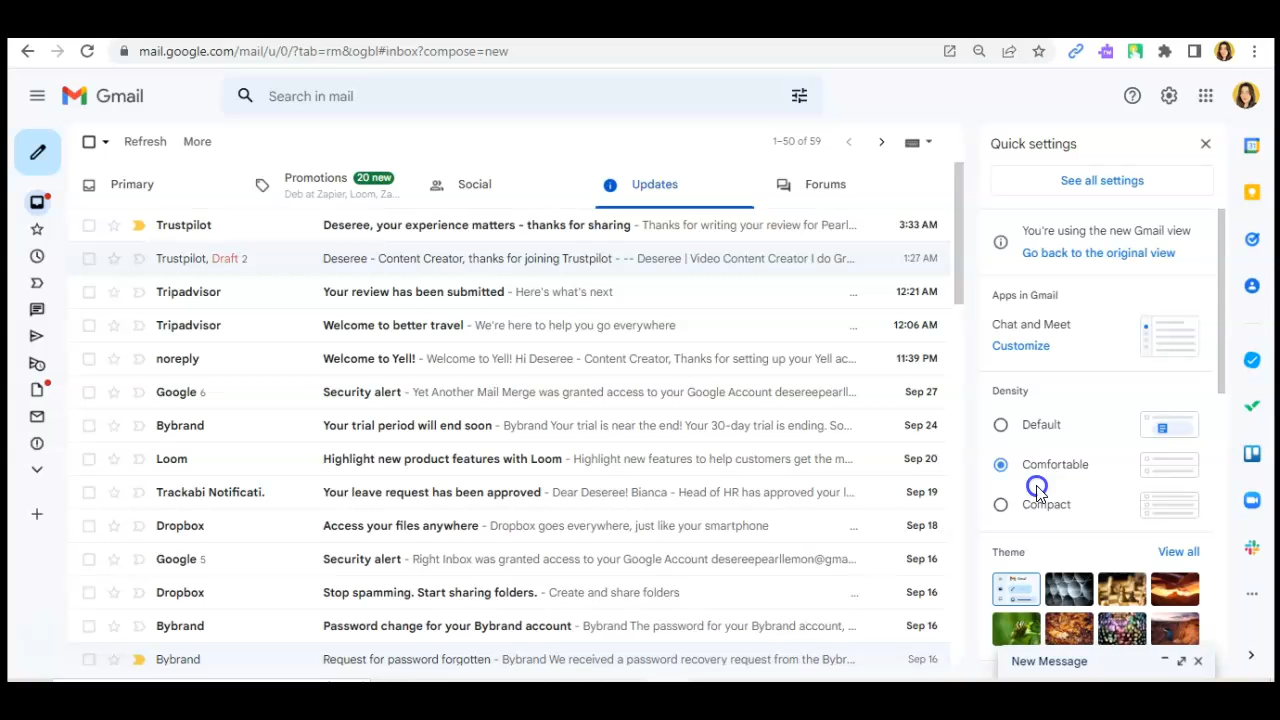 mail.google.com/mail/u/0/?tab=rm&ogbl#inbox?compose=new
Gmail
Search in mail
Refresh More
1–50 of 59
Primary
Promotions 20 new
Deb at Zapier, Loom, Za...
Social
Updates
Forums
Trustpilot Deseree, your experience matters - thanks for sharing - Thanks for writing your review for Pearl... 3:33 AM
Trustpilot, Draft 2 Deseree - Content Creator, thanks for joining Trustpilot - -- Deseree | Video Content Creator I do Gr... 1:27 AM
Tripadvisor Your review has been submitted - Here's what's next ... 12:21 AM
Tripadvisor Welcome to better travel - We're here to help you go everywhere ... 12:06 AM
noreply Welcome to Yell! - Welcome to Yell! Hi Deseree - Content Creator, Thanks for setting up your Yell ac... 11:39 PM
Google 6 Security alert - Yet Another Mail Merge was granted access to your Google Account desereepearll... Sep 27
Bybrand Your trial period will end soon - Bybrand Your trial is near the end! Your 30-day trial is ending. So... Sep 24
Loom Highlight new product features with Loom - Highlight new features to help customers get the m... Sep 20
Trackabi Notificati. Your leave request has been approved - Dear Deseree! Bianca - Head of HR has approved your l... Sep 19
Dropbox Access your files anywhere - Dropbox goes everywhere, just like your smartphone ... Sep 18
Google 5 Security alert - Right Inbox was granted access to your Google Account desereepearllemon@gma... Sep 16
Dropbox Stop spamming. Start sharing folders. - Create and share folders ... Sep 16
Bybrand Password change for your Bybrand account - Bybrand The password for your Bybrand account, ... Sep 16
Bybrand Request for password forgotten - Bybrand We received a password recovery request from the Bybr... Sep 16
Quick settings
See all settings
You're using the new Gmail view
Go back to the original view
Apps in Gmail
Chat and Meet
Customize
Density
Default
Comfortable
Compact
Theme View all
New Message